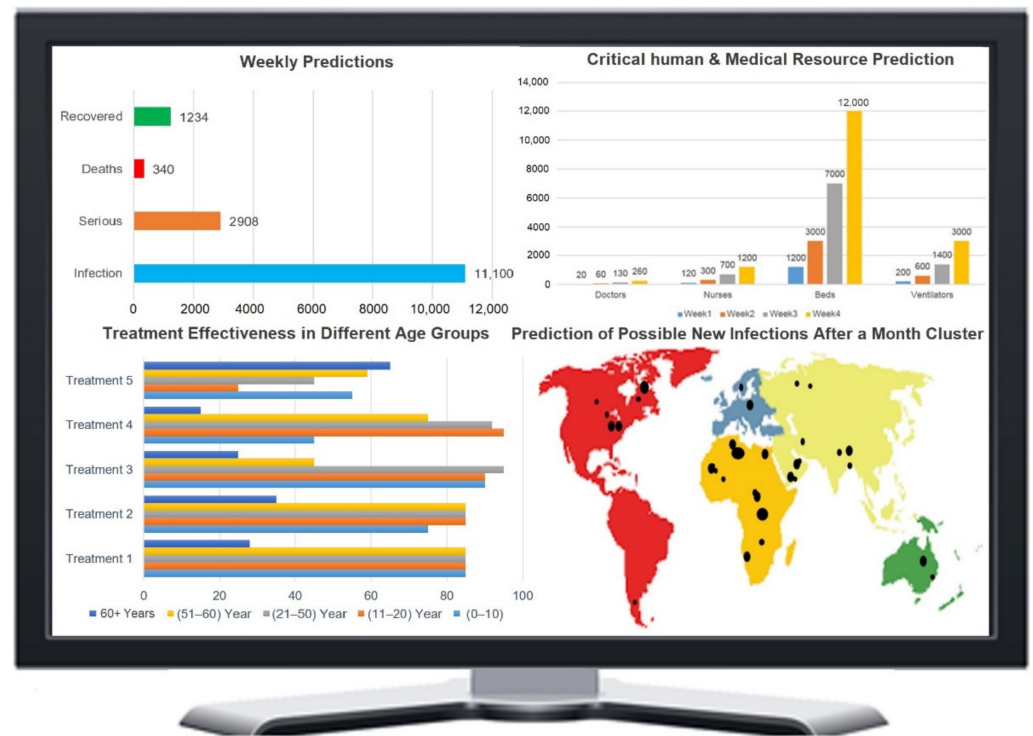 Weekly Predictions
Recovered
1234
Deaths
340
Serious
2908
Infection
11,100
0 2000 4000 6000 8000 10,000 12,000
Critical human & Medical Resource Prediction
14,000
12,000
10,000
8000
6000
4000
2000
0
20 60 130 260
120 300 700 1200
1200 3000 7000 12,000
200 600 1400 3000
Doctors Nurses Beds Ventilators
Week1 Week2 Week3 Week4
Treatment Effectiveness in Different Age Groups
Treatment 5
Treatment 4
Treatment 3
Treatment 2
Treatment 1
0 20 40 60 80 100
60+ Years (51–60) Year (21–50) Year (11–20) Year (0–10)
Prediction of Possible New Infections After a Month Cluster